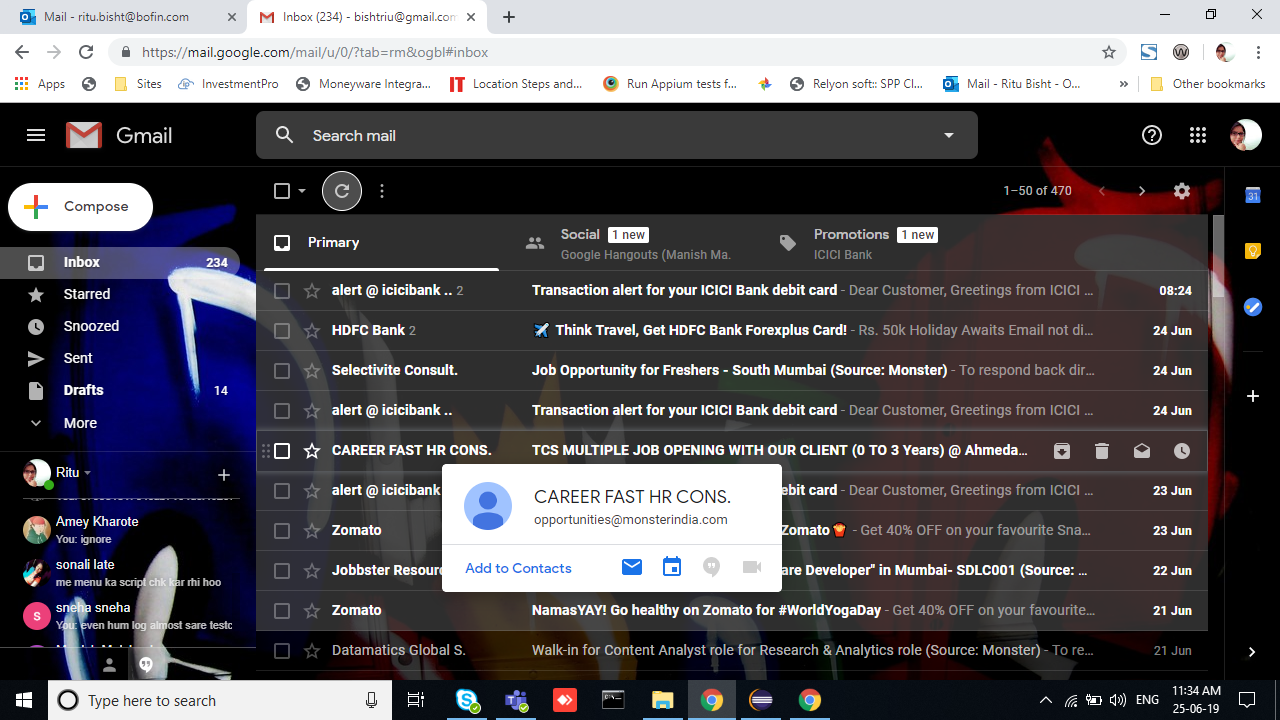 Mail - ritu.bisht@bofin.com
Inbox (234) - bishtriu@gmail.com
https://mail.google.com/mail/u/0/?tab=rm&ogbl#inbox
Apps
Sites
InvestmentPro
Moneyware Integra...
Location Steps and...
Run Appium tests f...
Relyon soft:: SPP Cl...
Mail - Ritu Bisht - O...
Other bookmarks
Gmail
Search mail
1–50 of 470
31
Compose
Inbox 234
Starred
Snoozed
Sent
Drafts 14
More
Ritu
Amey Kharote
You: ignore
sonali late
me menu ka script chk kar rhi hoo
S
sneha sneha
You: even hum log almost sare testc
Primary
Social 1 new
Google Hangouts (Manish Ma.
Promotions 1 new
ICICI Bank
alert @ icicibank .. 2 Transaction alert for your ICICI Bank debit card - Dear Customer, Greetings from ICICI ... 08:24
HDFC Bank 2 ✈️ Think Travel, Get HDFC Bank Forexplus Card! - Rs. 50k Holiday Awaits Email not di... 24 Jun
Selectivite Consult. Job Opportunity for Freshers - South Mumbai (Source: Monster) - To respond back dir... 24 Jun
alert @ icicibank .. Transaction alert for your ICICI Bank debit card - Dear Customer, Greetings from ICICI ... 24 Jun
CAREER FAST HR CONS. TCS MULTIPLE JOB OPENING WITH OUR CLIENT (0 TO 3 Years) @ Ahmeda...
alert @ icicibank debit card - Dear Customer, Greetings from ICICI ... 23 Jun
Zomato Zomato - Get 40% OFF on your favourite Sna... 23 Jun
Jobbster Resour are Developer" in Mumbai- SDLC001 (Source: ... 22 Jun
Zomato NamasYAY! Go healthy on Zomato for #WorldYogaDay - Get 40% OFF on your favourite... 21 Jun
Datamatics Global S. Walk-in for Content Analyst role for Research & Analytics role (Source: Monster) - To re... 21 Jun
CAREER FAST HR CONS.
opportunities@monsterindia.com
Add to Contacts
Type here to search
ENG
11:34 AM
25-06-19